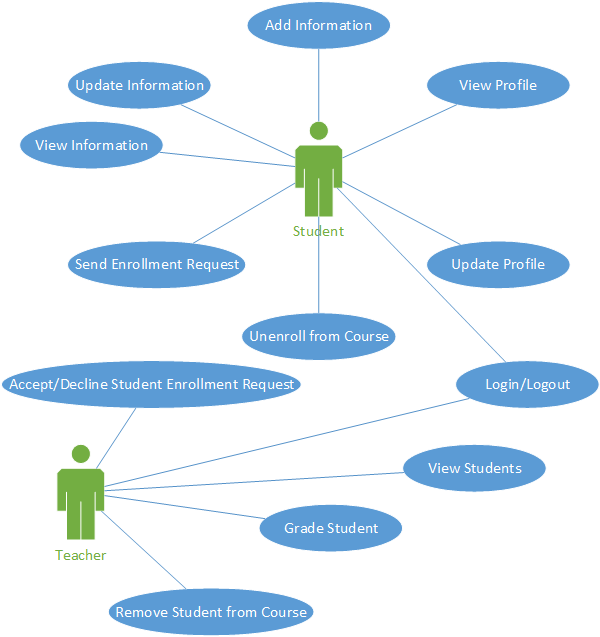 Add Information
Update Information
View Profile
View Information
Student
Send Enrollment Request
Update Profile
Unenroll from Course
Accept/Decline Student Enrollment Request
Login/Logout
View Students
Grade Student
Teacher
Remove Student from Course